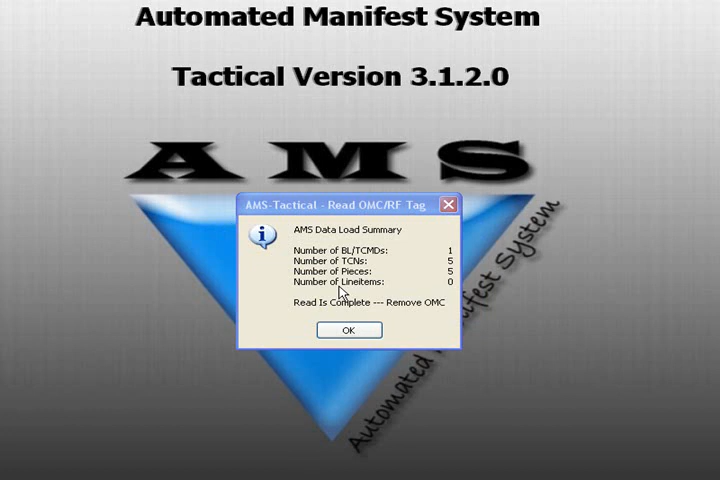 Automated Manifest System
Tactical Version 3.1.2.0
AMS
AMS-Tactical - Read OMC/RF Tag
AMS Data Load Summary
Number of BL/TCMDs: 1
Number of TCNs: 5
Number of Pieces: 5
Number of Lineitems: 0
Read Is Complete --- Remove OMC
OK
Automated Manifest System